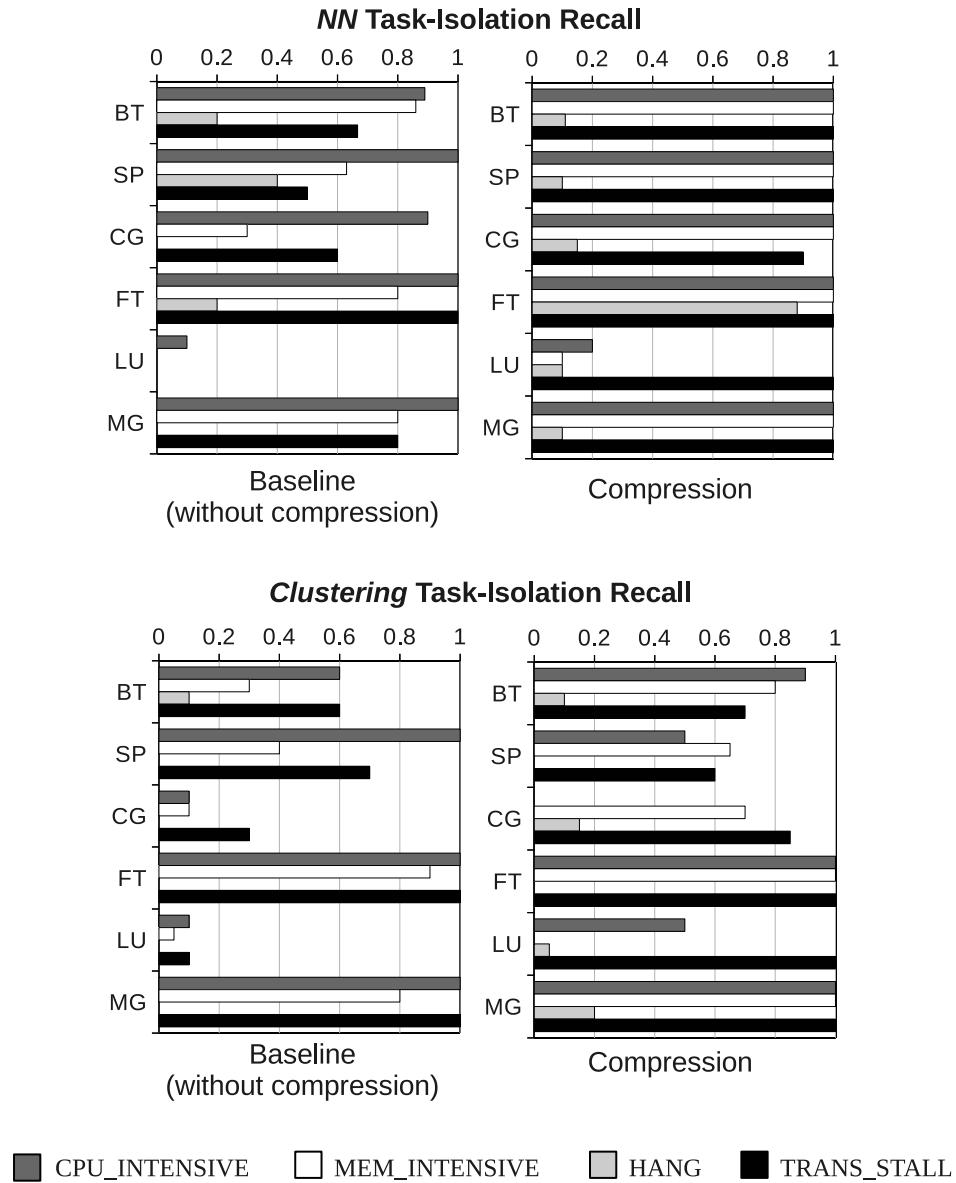 NN Task-Isolation Recall
0 0.2 0.4 0.6 0.8 1
BT
SP
CG
FT
LU
MG
Baseline
(without compression)
0 0.2 0.4 0.6 0.8 1
BT
SP
CG
FT
LU
MG
Compression
Clustering Task-Isolation Recall
0 0.2 0.4 0.6 0.8 1
BT
SP
CG
FT
LU
MG
Baseline
(without compression)
0 0.2 0.4 0.6 0.8 1
BT
SP
CG
FT
LU
MG
Compression
CPU_INTENSIVE MEM_INTENSIVE HANG TRANS_STALL